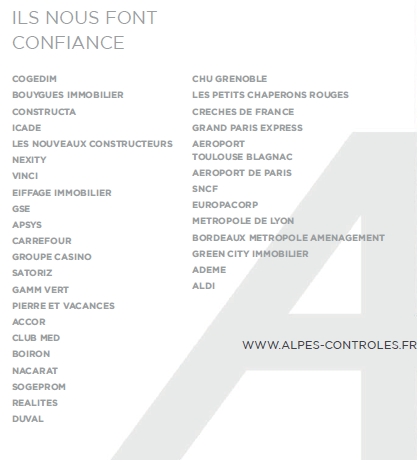 ILS NOUS FONT
CONFIANCE
COGEDIM
BOUYGUES IMMOBILIER
CONSTRUCTA
ICADE
LES NOUVEAUX CONSTRUCTEURS
NEXITY
VINCI
EIFFAGE IMMOBILIER
GSE
APSYS
CARREFOUR
GROUPE CASINO
SATORIZ
GAMM VERT
PIERRE ET VACANCES
ACCOR
CLUB MED
BOIRON
NACARAT
SOGEPROM
REALITES
DUVAL
CHU GRENOBLE
LES PETITS CHAPERONS ROUGES
CRECHES DE FRANCE
GRAND PARIS EXPRESS
AEROPORT
TOULOUSE BLAGNAC
AEROPORT DE PARIS
SNCF
EUROPACORP
METROPOLE DE LYON
BORDEAUX METROPOLE AMENAGEMENT
GREEN CITY IMMOBILIER
ADEME
ALDI
WWW.ALPES-CONTROLES.FR